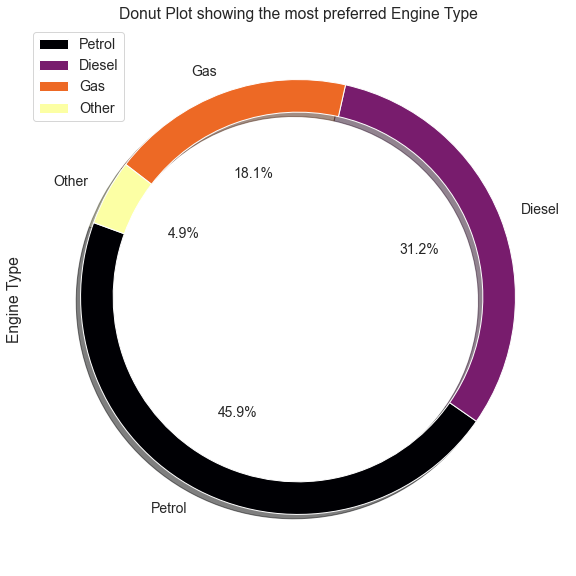 Donut Plot showing the most preferred Engine Type
Petrol
Diesel
Gas
Other
Gas
18.1%
Other
Diesel
4.9%
31.2%
Engine Type
45.9%
Petrol